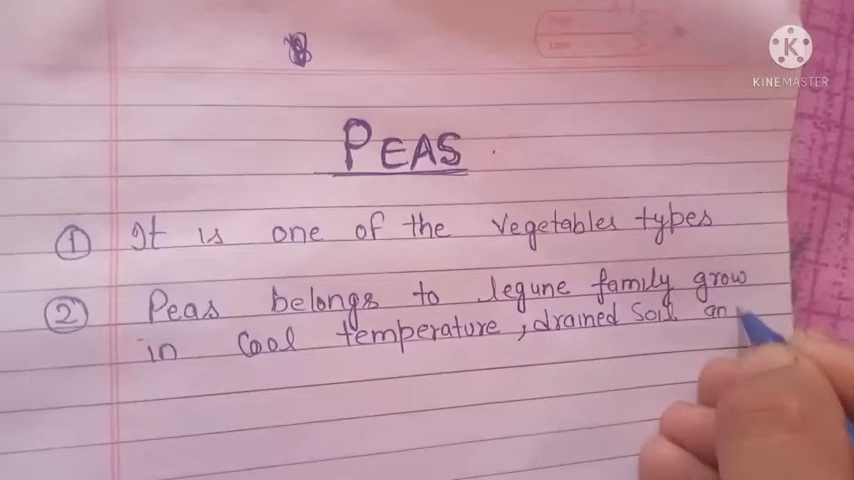 K
KINEMASTER
PEAS
1 It is one of the vegetables types
2 Peas belongs to legune family grow
in Cool temperature, drained Soil an